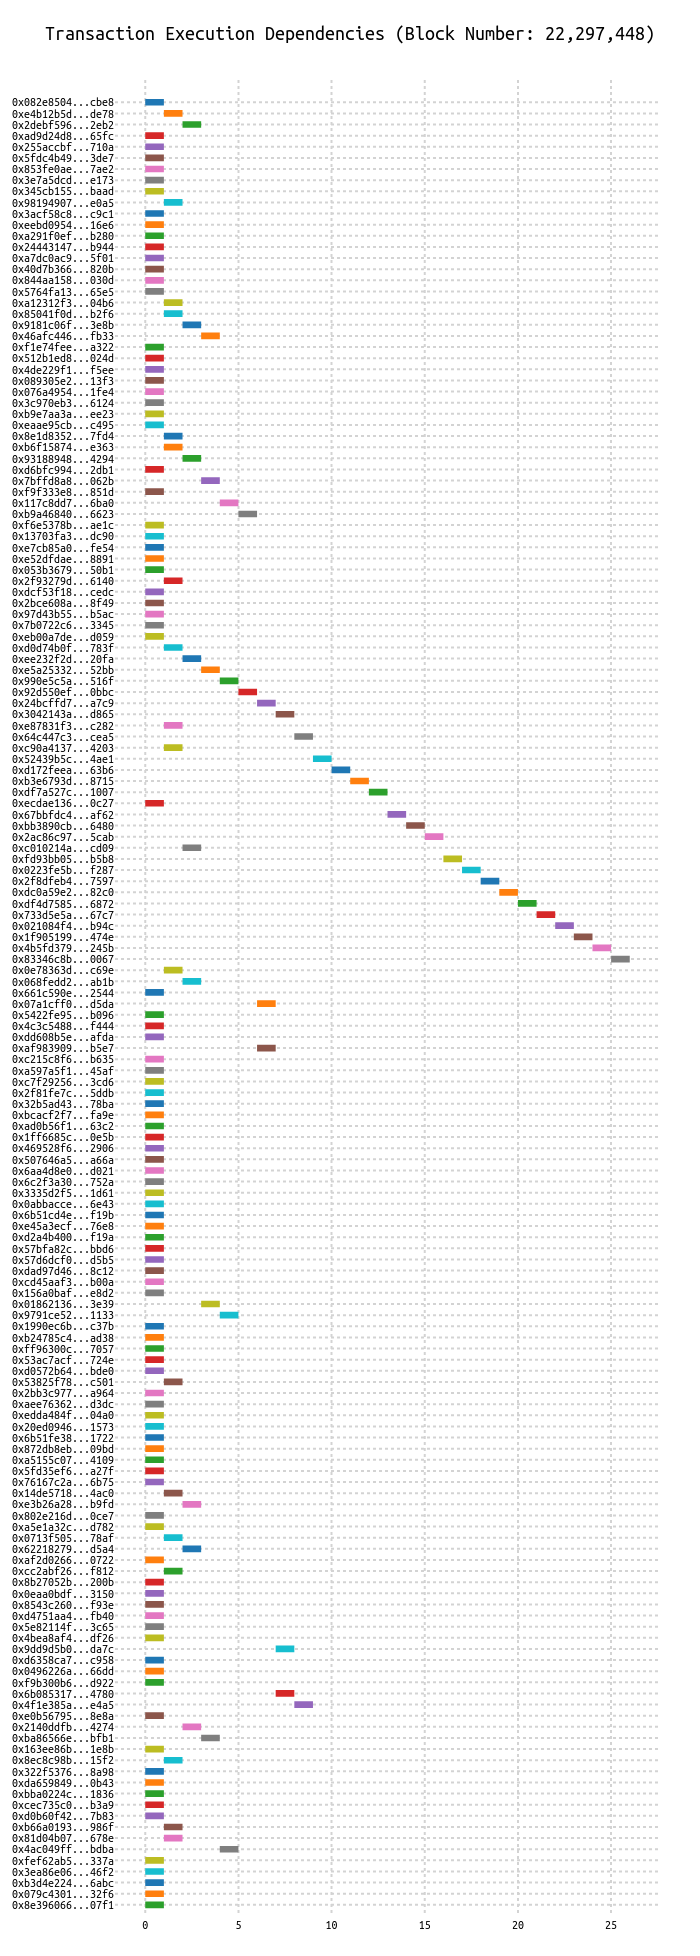 Transaction Execution Dependencies (Block Number: 22,297,448)
0x082e8504...cbe8
0xe4b12b5d...de78
0x2debf596...2eb2
0xad9d24d8...65fc
0x255accbf...710a
0x5fdc4b49...3de7
0x853fe0ae...7ae2
0x3e7a5dcd...e173
0x345cb155...baad
0x98194907...e0a5
0x3acf58c8...c9c1
0xeebd0954...16e6
0xa291f0ef...b280
0x24443147...b944
0xa7dc0ac9...5f01
0x40d7b366...820b
0x844aa158...030d
0x5764fa13...65e5
0xa12312f3...04b6
0x85041f0d...b2f6
0x9181c06f...3e8b
0x46afc446...fb33
0xf1e74fee...a322
0x512b1ed8...024d
0x4de229f1...f5ee
0x089305e2...13f3
0x076a4954...1fe4
0x3c970eb3...6124
0xb9e7aa3a...ee23
0xeaae95cb...c495
0x8e1d8352...7fd4
0xb6f15874...e363
0x93188948...4294
0xd6bfc994...2db1
0x7bffd8a8...062b
0xf9f333e8...851d
0x117c8dd7...6ba0
0xb9a46840...6623
0xf6e5378b...ae1c
0x13703fa3...dc90
0xe7cb85a0...fe54
0xe52dfdae...8891
0x053b3679...50b1
0x2f93279d...6140
0xdcf53f18...cedc
0x2bce608a...8f49
0x97d43b55...b5ac
0x7b0722c6...3345
0xeb00a7de...d059
0xd0d74b0f...783f
0xee232f2d...20fa
0xe5a25332...52bb
0x990e5c5a...516f
0x92d550ef...0bbc
0x24bcffd7...a7c9
0x3042143a...d865
0xe87831f3...c282
0x64c447c3...cea5
0xc90a4137...4203
0x52439b5c...4ae1
0xd172feea...63b6
0xb3e6793d...8715
0xdf7a527c...1007
0xecdae136...0c27
0x67bbfdc4...af62
0xbb3890cb...6480
0x2ac86c97...5cab
0xc010214a...cd09
0xfd93bb05...b5b8
0x0223fe5b...f287
0x2f8dfeb4...7597
0xdc0a59e2...82c0
0xdf4d7585...6872
0x733d5e5a...67c7
0x021084f4...b94c
0x1f905199...474e
0x4b5fd379...245b
0x83346c8b...0067
0x0e78363d...c69e
0x068fedd2...ab1b
0x661c590e...2544
0x07a1cff0...d5da
0x5422fe95...b096
0x4c3c5488...f444
0xdd608b5e...afda
0xaf983909...b5e7
0xc215c8f6...b635
0xa597a5f1...45af
0xc7f29256...3cd6
0x2f81fe7c...5ddb
0x32b5ad43...78ba
0xbcacf2f7...fa9e
0xad0b56f1...63c2
0x1ff6685c...0e5b
0x469528f6...2906
0x507646a5...a66a
0x6aa4d8e0...d021
0x6c2f3a30...752a
0x3335d2f5...1d61
0x0abbacce...6e43
0x6b51cd4e...f19b
0xe45a3ecf...76e8
0xd2a4b400...f19a
0x57bfa82c...bbd6
0x57d6dcf0...d5b5
0xdad97d46...8c12
0xcd45aaf3...b00a
0x156a0baf...e8d2
0x01862136...3e39
0x9791ce52...1133
0x1990ec6b...c37b
0xb24785c4...ad38
0xff96300c...7057
0x53ac7acf...724e
0xd0572b64...bde0
0x53825f78...c501
0x2bb3c977...a964
0xaee76362...d3dc
0xedda484f...04a0
0x20ed0946...1573
0x6b51fe38...1722
0x872db8eb...09bd
0xa5155c07...4109
0x5fd35ef6...a27f
0x76167c2a...6b75
0x14de5718...4ac0
0xe3b26a28...b9fd
0x802e216d...0ce7
0xa5e1a32c...d782
0x0713f505...78af
0x62218279...d5a4
0xaf2d0266...0722
0xcc2abf26...f812
0x8b27052b...200b
0x0eaa0bdf...3150
0x8543c260...f93e
0xd4751aa4...fb40
0x5e82114f...3c65
0x4bea8af4...df26
0x9dd9d5b0...da7c
0xd6358ca7...c958
0x0496226a...66dd
0xf9b300b6...d922
0x6b085317...4780
0x4f1e385a...e4a5
0xe0b56795...8e8a
0x2140ddfb...4274
0xba86566e...bfb1
0x163ee86b...1e8b
0x8ec8c98b...15f2
0x322f5376...8a98
0xda659849...0b43
0xbba0224c...1836
0xcec735c0...b3a9
0xd0b60f42...7b83
0xb66a0193...986f
0x81d04b07...678e
0x4ac049ff...bdba
0xfef62ab5...337a
0x3ea86e06...46f2
0xb3d4e224...6abc
0x079c4301...32f6
0x8e396066...07f1
0 5 10 15 20 25